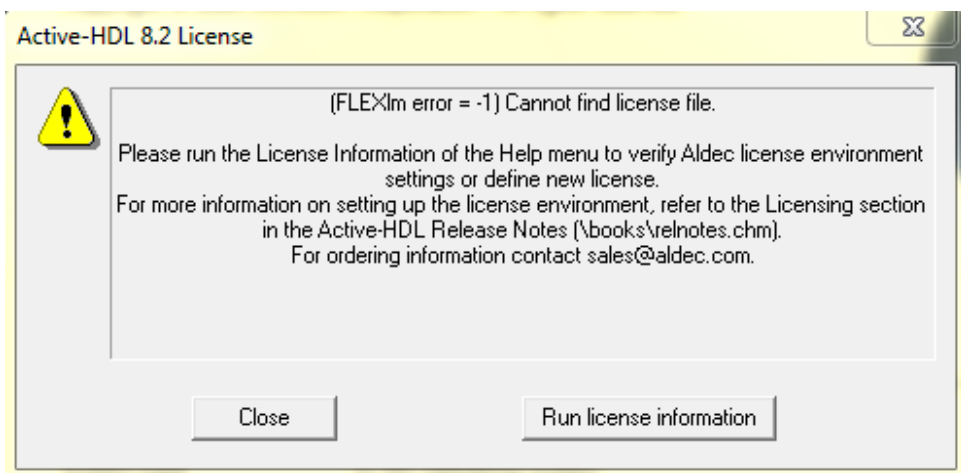 Active-HDL 8.2 License
(FLEXlm error = -1) Cannot find license file.
Please run the License Information of the Help menu to verify Aldec license environment
settings or define new license.
For more information on setting up the license environment, refer to the Licensing section
in the Active-HDL Release Notes (\books\relnotes.chm).
For ordering information contact sales@aldec.com.
Close
Run license information